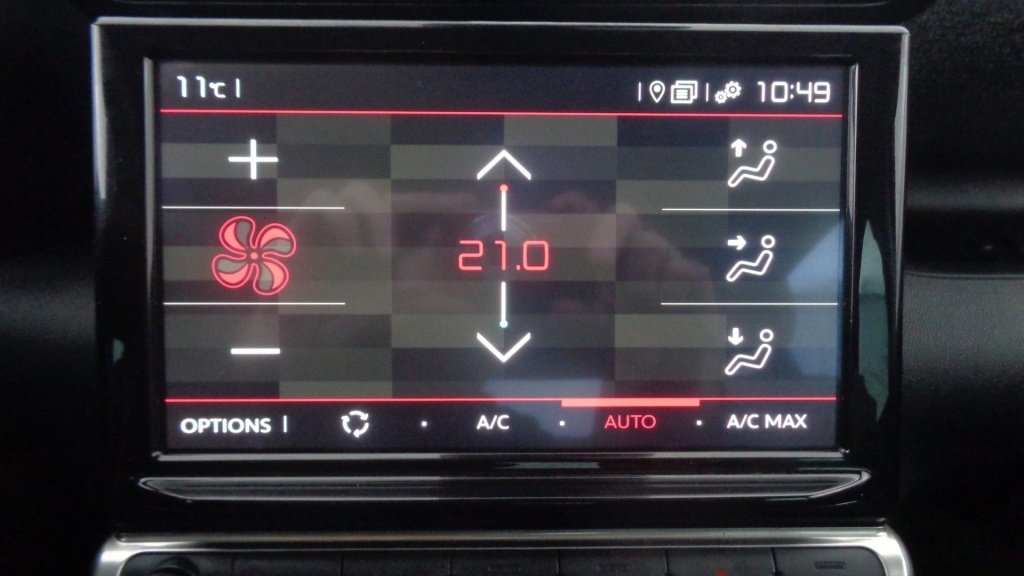 11°C
10:49
21.0
OPTIONS A/C AUTO A/C MAX